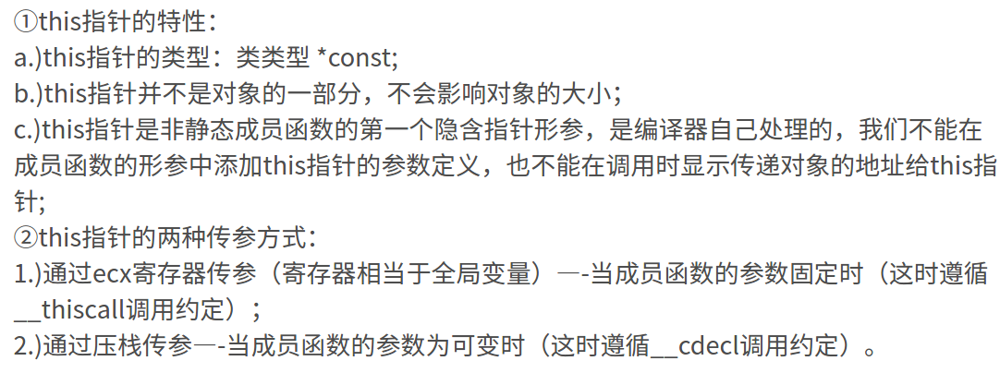 ①this指针的特性：
a.)this指针的类型：类类型 *const;
b.)this指针并不是对象的一部分，不会影响对象的大小；
c.)this指针是非静态成员函数的第一个隐含指针形参，是编译器自己处理的，我们不能在
成员函数的形参中添加this指针的参数定义，也不能在调用时显示传递对象的地址给this指
针;
②this指针的两种传参方式：
1.)通过ecx寄存器传参（寄存器相当于全局变量）—-当成员函数的参数固定时（这时遵循
__thiscall调用约定）；
2.)通过压栈传参—-当成员函数的参数为可变时（这时遵循__cdecl调用约定）。